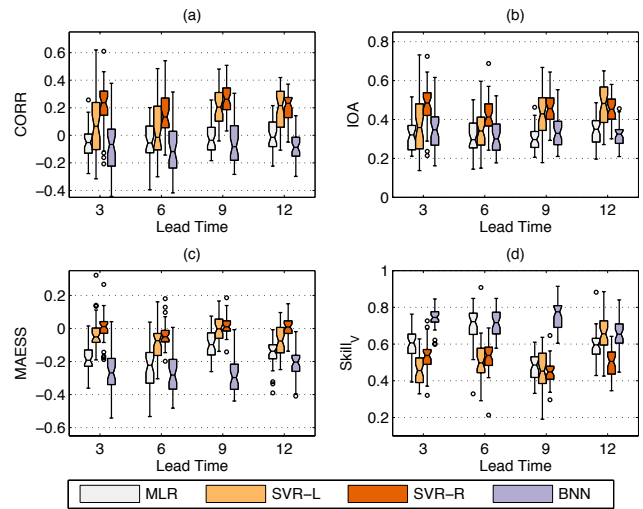 (a)
(b)
CORR
0.6
0.4
0.2
0
−0.2
−0.4
3 6 9 12
Lead Time
IOA
0.8
0.6
0.4
0.2
0
3 6 9 12
Lead Time
(c)
(d)
MAESS
0.2
0
−0.2
−0.4
−0.6
3 6 9 12
Lead Time
Skill_V
1
0.8
0.6
0.4
0.2
3 6 9 12
Lead Time
MLR SVR−L SVR−R BNN